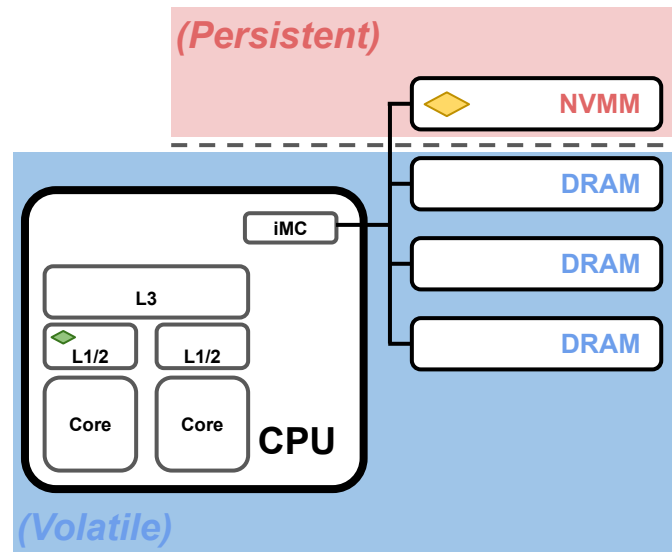 (Persistent)
NVMM
DRAM
iMC
DRAM
L3
DRAM
L1/2
L1/2
Core
Core
CPU
(Volatile)